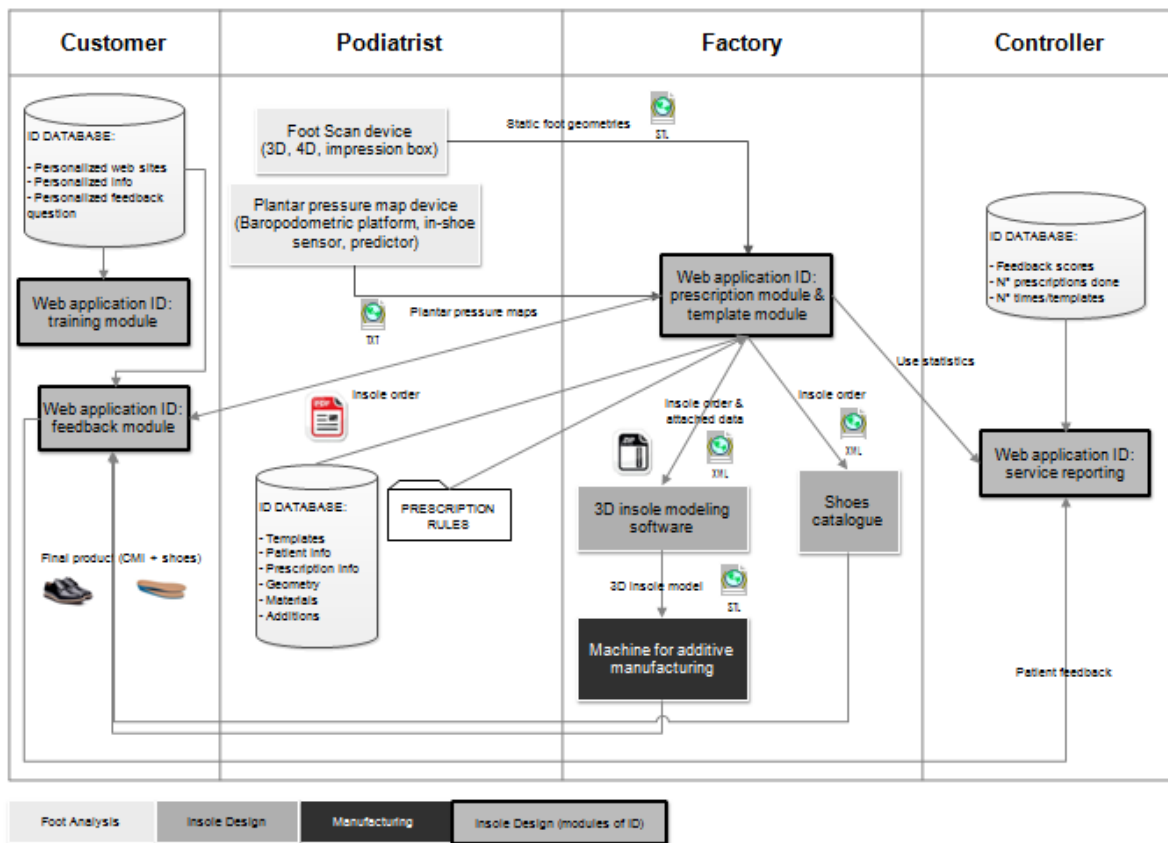 Customer
Podiatrist
Factory
Controller
ID DATABASE:
- Personalized web sites
- Personalized info
- Personalized feedback
question
Web application ID:
training module
Web application ID:
feedback module
Final product (CMI + shoes)
Foot Scan device
(3D, 4D, impression box)
Plantar pressure map device
(Baropodometric platform, in-shoe
sensor, predictor)
Static foot geometries
STL
Plantar pressure maps
TXT
PDF
Insole order
ID DATABASE:
- Templates
- Patient info
- Prescription info
- Geometry
- Materials
- Additions
PRESCRIPTION
RULES
Web application ID:
prescription module &
template module
Insole order &
attached data
ZIP
XML
Insole order
XML
3D insole modeling
software
Shoes
catalogue
3D insole model
STL
Machine for additive
manufacturing
ID DATABASE:
- Feedback scores
- N° prescriptions done
- N° times/templates
Use statistics
Web application ID:
service reporting
Patient feedback
Foot Analysis
Insole Design
Manufacturing
Insole Design (modules of ID)